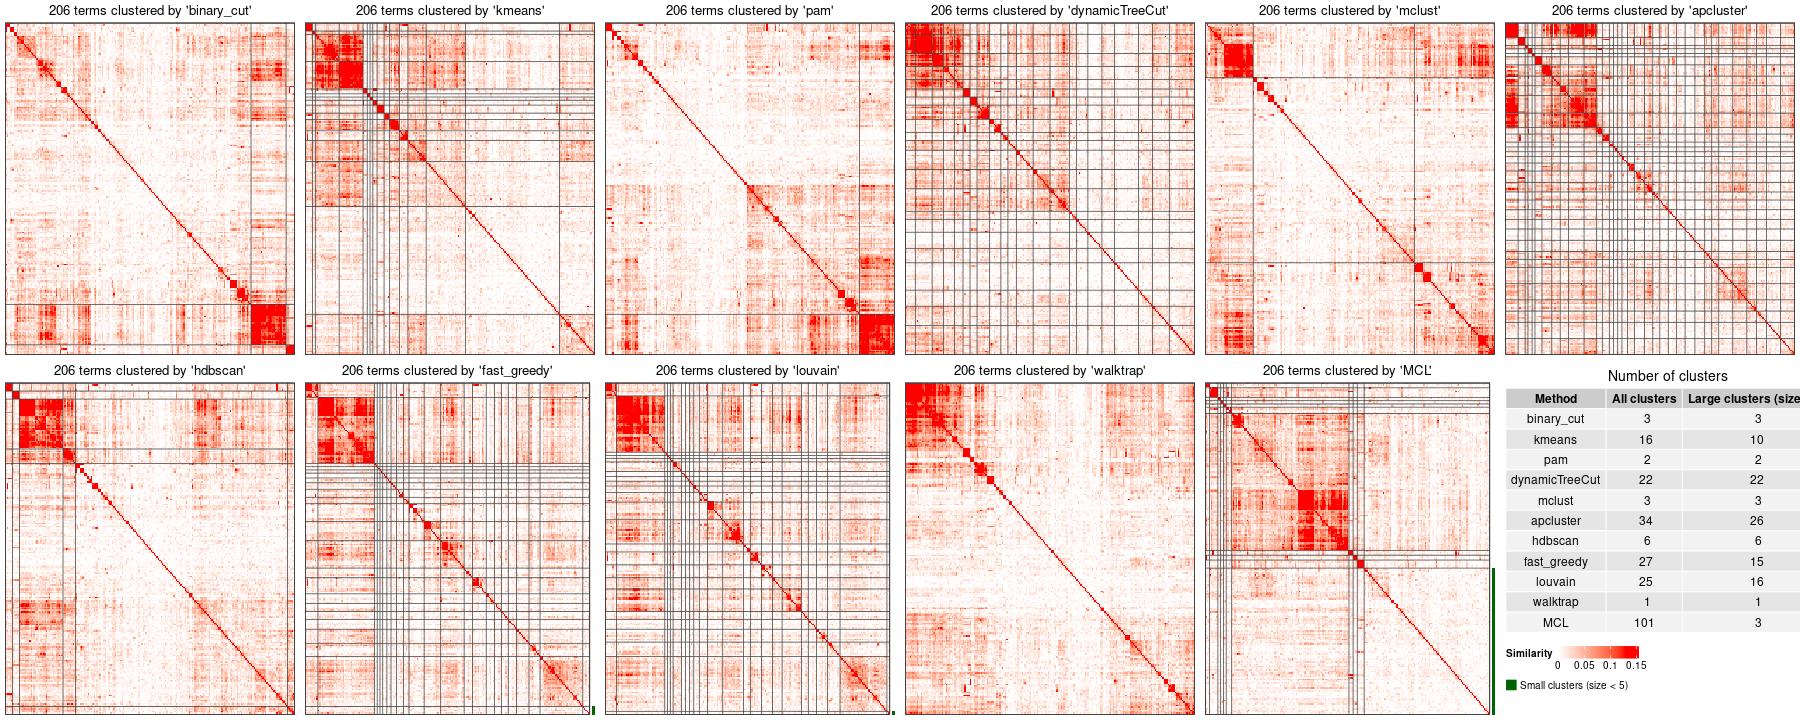 206 terms clustered by 'binary_cut'
206 terms clustered by 'kmeans'
206 terms clustered by 'pam'
206 terms clustered by 'dynamicTreeCut'
206 terms clustered by 'mclust'
206 terms clustered by 'apcluster'
206 terms clustered by 'hdbscan'
206 terms clustered by 'fast_greedy'
206 terms clustered by 'louvain'
206 terms clustered by 'walktrap'
206 terms clustered by 'MCL'
Number of clusters
Method All clusters Large clusters (size
binary_cut 3 3
kmeans 16 10
pam 2 2
dynamicTreeCut 22 22
mclust 3 3
apcluster 34 26
hdbscan 6 6
fast_greedy 27 15
louvain 25 16
walktrap 1 1
MCL 101 3
Similarity
0 0.05 0.1 0.15
Small clusters (size < 5)